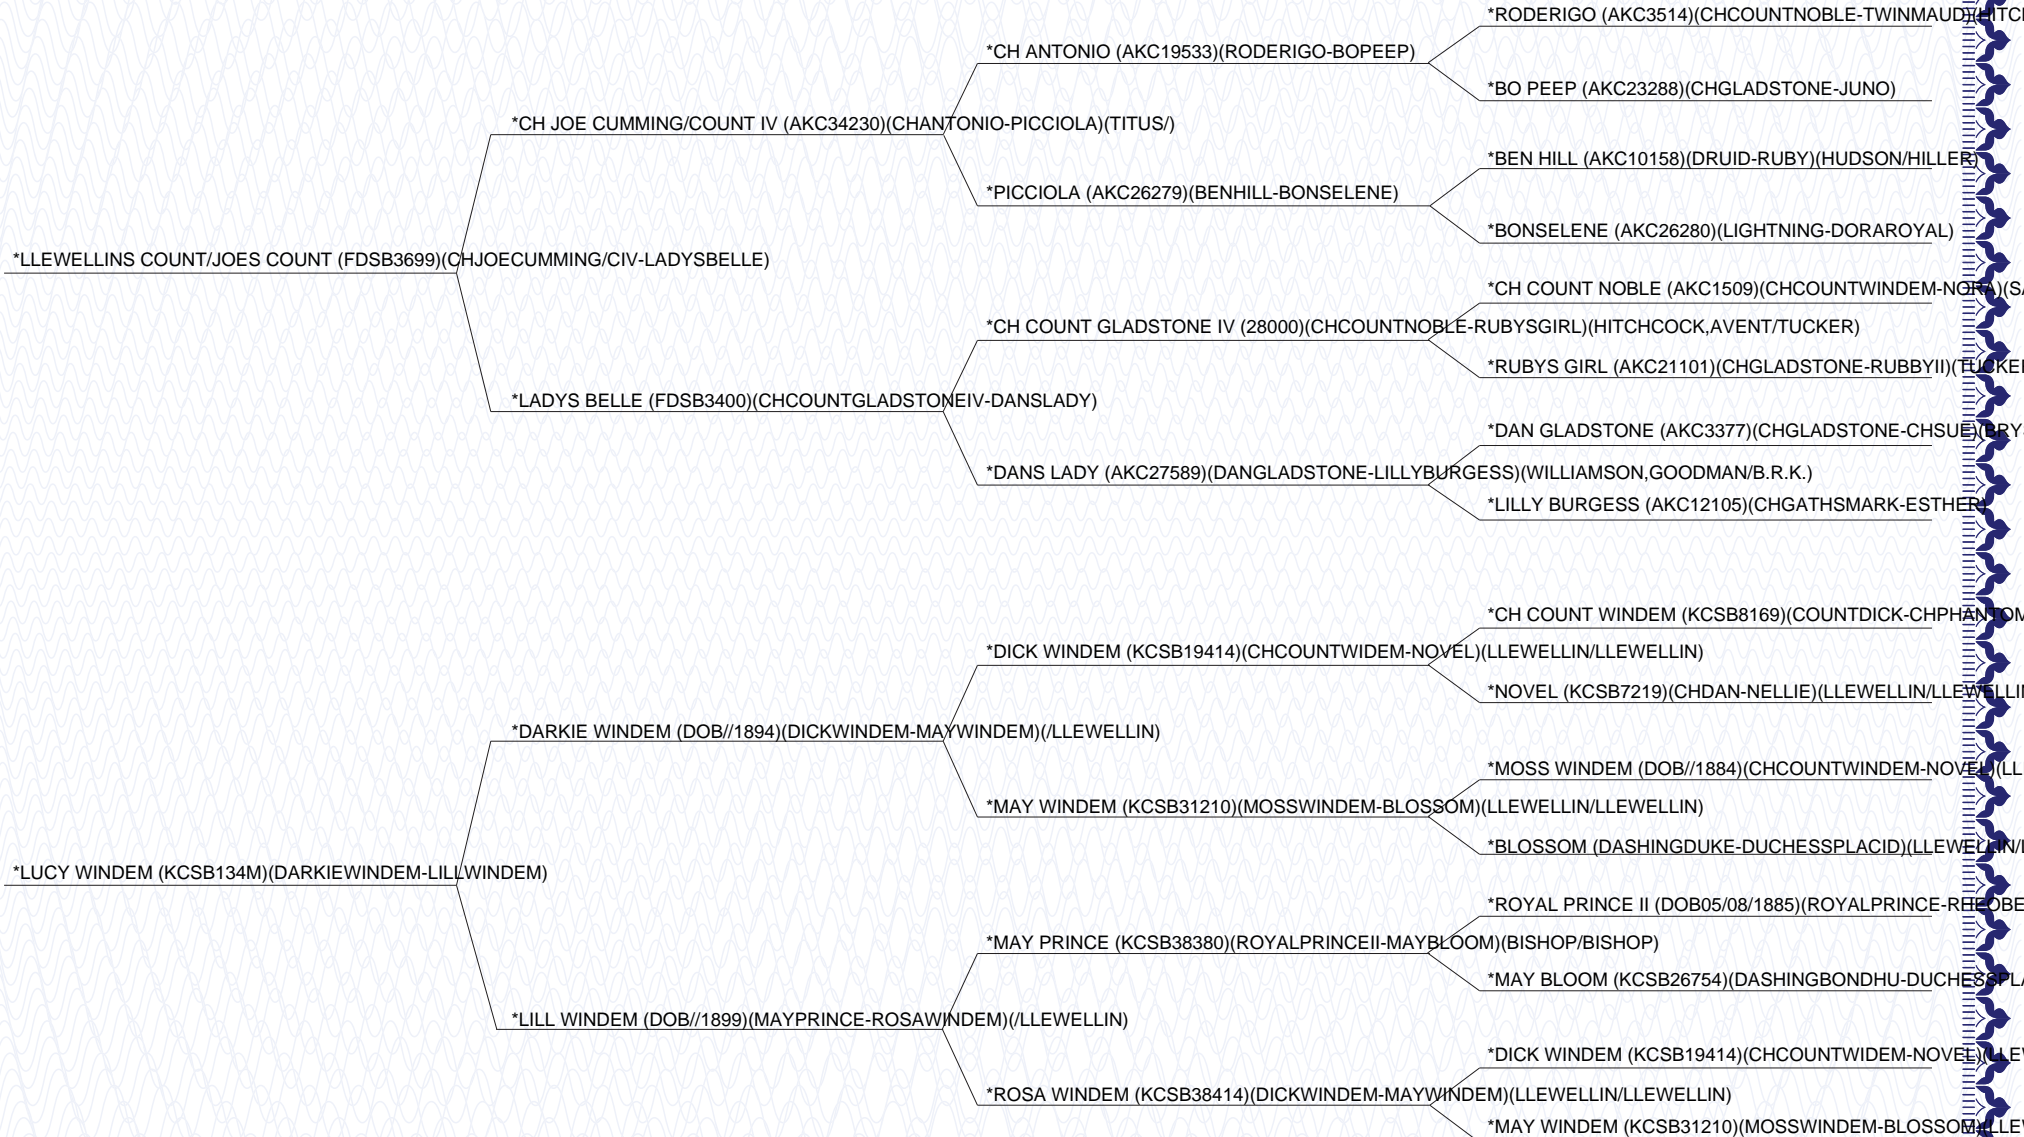 *RODERIGO (AKC3514)(CHCOUNTNOBLE-TWINMAUD)
*CH ANTONIO (AKC19533)(RODERIGO-BOPEEP)
*BO PEEP (AKC23288)(CHGLADSTONE-JUNO)
*CH JOE CUMMING/COUNT IV (AKC34230)(CHANTONIO-PICCIOLA)(TITUS/)
*BEN HILL (AKC10158)(DRUID-RUBY)(HUDSON/HILLER)
*PICCIOLA (AKC26279)(BENHILL-BONSELENE)
*BONSELENE (AKC26280)(LIGHTNING-DORAROYAL)
*LLEWELLINS COUNT/JOES COUNT (FDSB3699)(CHJOECUMMING/CIV-LADYSBELLE)
*CH COUNT NOBLE (AKC1509)(CHCOUNTWINDEM-NORA)(SA
*CH COUNT GLADSTONE IV (28000)(CHCOUNTNOBLE-RUBYSGIRL)(HITCHCOCK,AVENT/TUCKER)
*RUBYS GIRL (AKC21101)(CHGLADSTONE-RUBBYII)(TUCKE
*LADYS BELLE (FDSB3400)(CHCOUNTGLADSTONEIV-DANSLADY)
*DAN GLADSTONE (AKC3377)(CHGLADSTONE-CHSUE)(BRY
*DANS LADY (AKC27589)(DANGLADSTONE-LILLYBURGESS)(WILLIAMSON,GOODMAN/B.R.K.)
*LILLY BURGESS (AKC12105)(CHGATHSMARK-ESTHER)
*CH COUNT WINDEM (KCSB8169)(COUNTDICK-CHPHANTOM
*DICK WINDEM (KCSB19414)(CHCOUNTWIDEM-NOVEL)(LLEWELLIN/LLEWELLIN)
*NOVEL (KCSB7219)(CHDAN-NELLIE)(LLEWELLIN/LLEWELLIN
*DARKIE WINDEM (DOB//1894)(DICKWINDEM-MAYWINDEM)(/LLEWELLIN)
*MOSS WINDEM (DOB//1884)(CHCOUNTWINDEM-NOVEL)(LL
*MAY WINDEM (KCSB31210)(MOSSWINDEM-BLOSSOM)(LLEWELLIN/LLEWELLIN)
*BLOSSOM (DASHINGDUKE-DUCHESSPLACID)(LLEWELLIN/L
*LUCY WINDEM (KCSB134M)(DARKIEWINDEM-LILLWINDEM)
*ROYAL PRINCE II (DOB05/08/1885)(ROYALPRINCE-RHEOBE
*MAY PRINCE (KCSB38380)(ROYALPRINCEII-MAYBLOOM)(BISHOP/BISHOP)
*MAY BLOOM (KCSB26754)(DASHINGBONDHU-DUCHESSPLA
*LILL WINDEM (DOB//1899)(MAYPRINCE-ROSAWINDEM)(/LLEWELLIN)
*DICK WINDEM (KCSB19414)(CHCOUNTWIDEM-NOVEL)(LLEW
*ROSA WINDEM (KCSB38414)(DICKWINDEM-MAYWINDEM)(LLEWELLIN/LLEWELLIN)
*MAY WINDEM (KCSB31210)(MOSSWINDEM-BLOSSOM)(LLEW